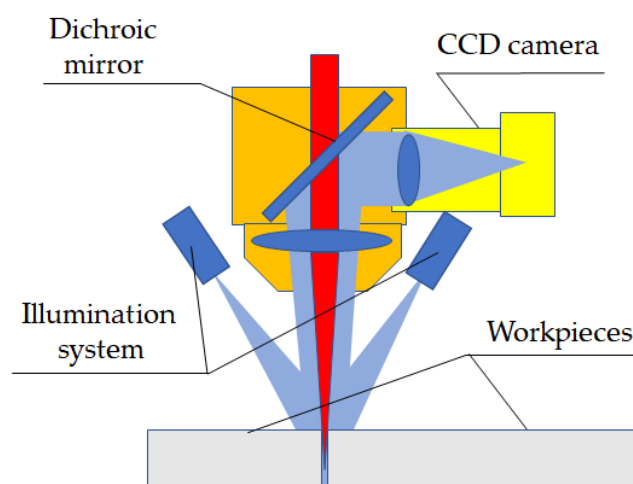 Dichroic
mirror
CCD camera
Illumination
system
Workpieces